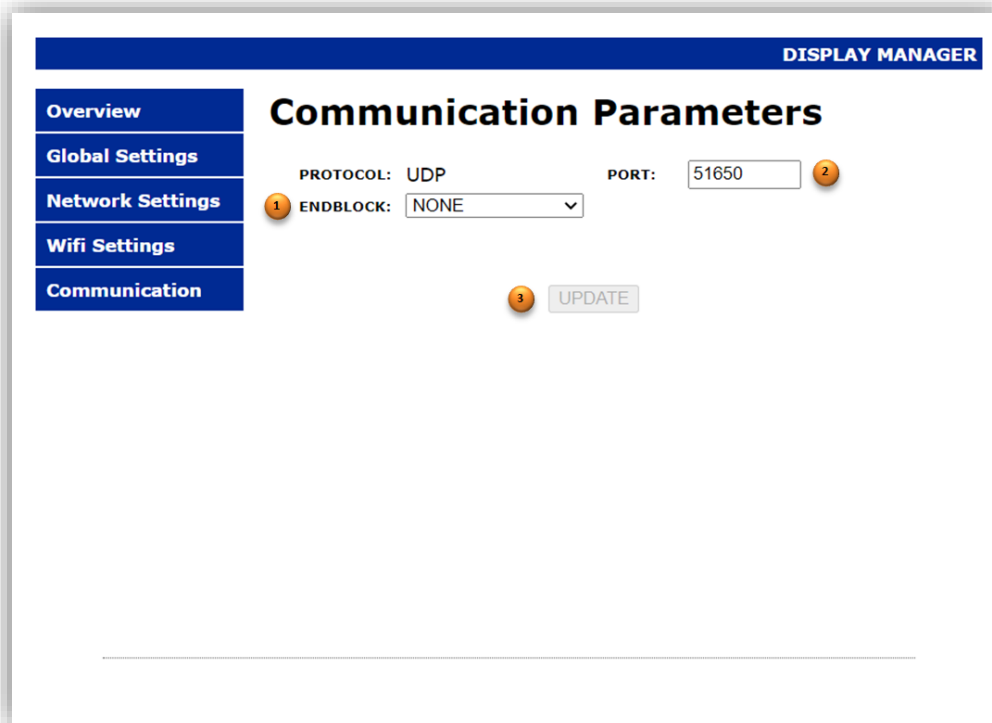 DISPLAY MANAGER
Overview
Global Settings
Network Settings
Wifi Settings
Communication
Communication Parameters
PROTOCOL: UDP PORT: 51650 2
1 ENDBLOCK: NONE
3 UPDATE